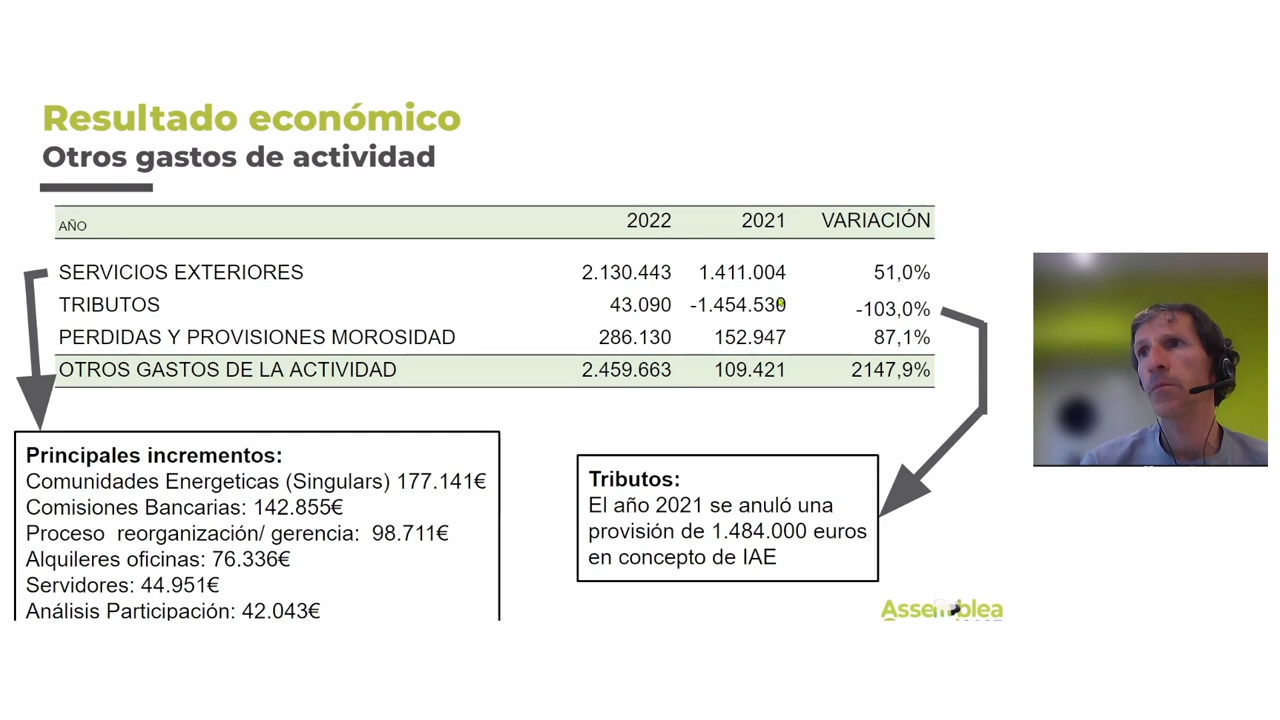 Resultado económico
Otros gastos de actividad
AÑO 2022 2021 VARIACIÓN
SERVICIOS EXTERIORES 2.130.443 1.411.004 51,0%
TRIBUTOS 43.090 -1.454.530 -103,0%
PERDIDAS Y PROVISIONES MOROSIDAD 286.130 152.947 87,1%
OTROS GASTOS DE LA ACTIVIDAD 2.459.663 109.421 2147,9%
Principales incrementos:
Comunidades Energeticas (Singulars) 177.141€
Comisiones Bancarias: 142.855€
Proceso reorganización/ gerencia: 98.711€
Alquileres oficinas: 76.336€
Servidores: 44.951€
Análisis Participación: 42.043€
Tributos:
El año 2021 se anuló una
provisión de 1.484.000 euros
en concepto de IAE
Assemblea